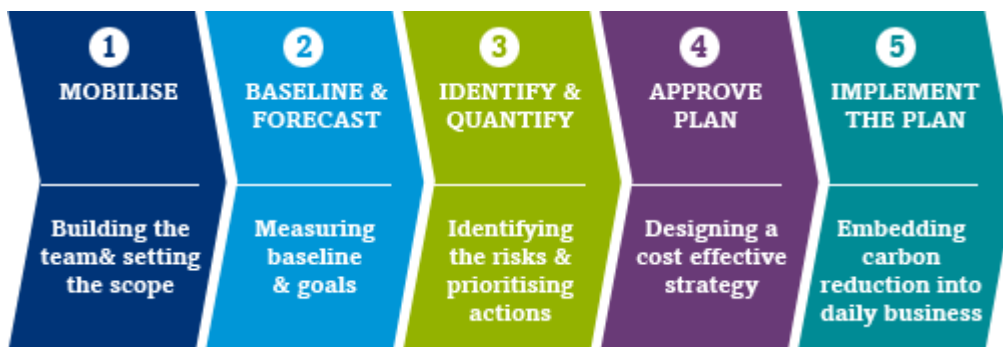 1
MOBILISE
Building the
team& setting
the scope
2
BASELINE &
FORECAST
Measuring
baseline
& goals
3
IDENTIFY &
QUANTIFY
Identifying
the risks &
prioritising
actions
4
APPROVE
PLAN
Designing a
cost effective
strategy
5
IMPLEMENT
THE PLAN
Embedding
carbon
reduction into
daily business